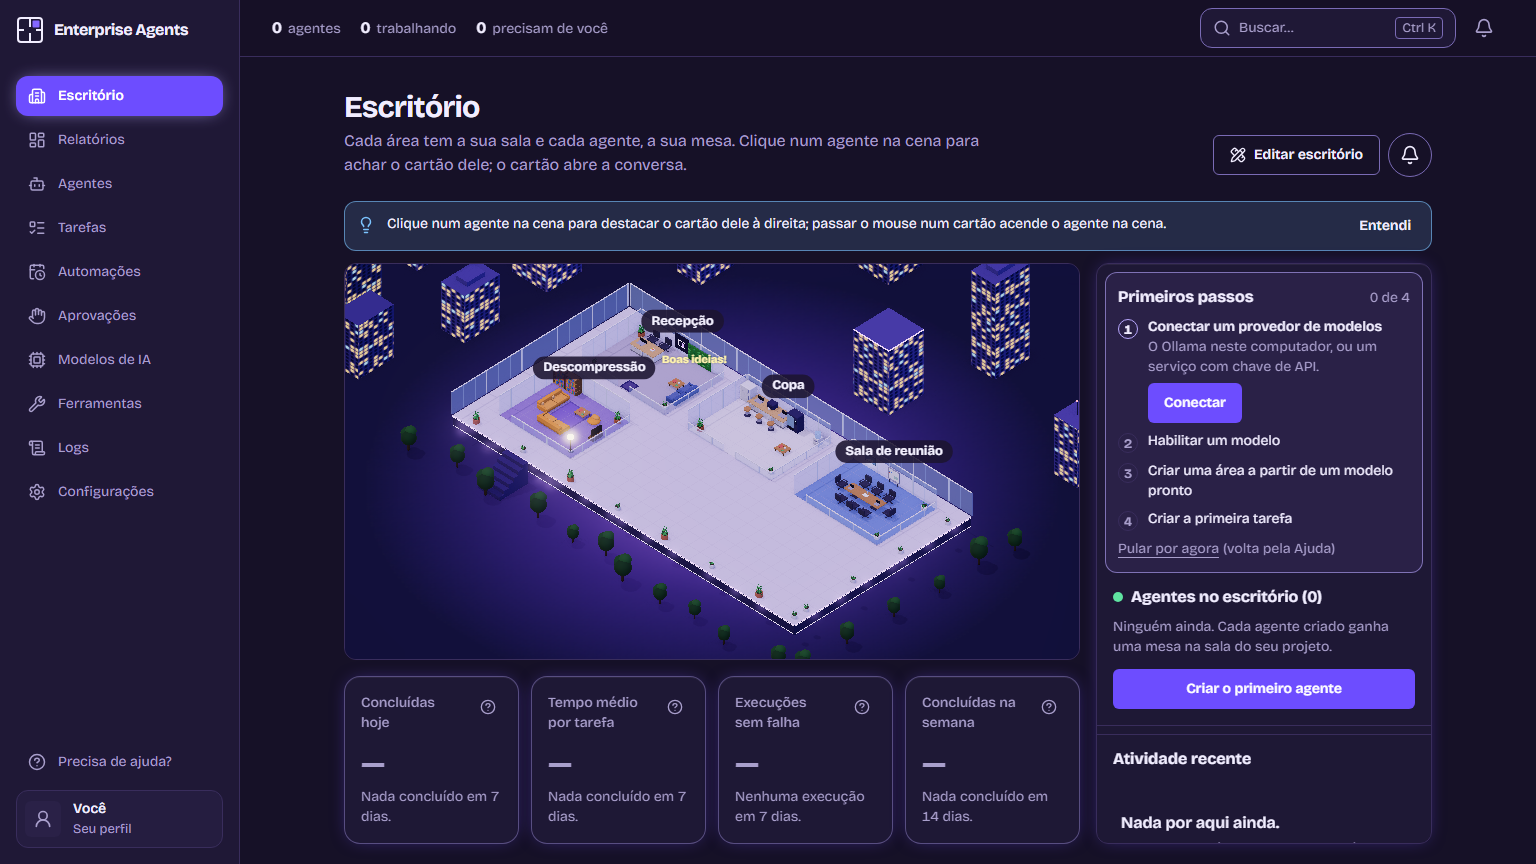 Enterprise Agents
0 agentes 0 trabalhando 0 precisam de você
Buscar... Ctrl K
Escritório
Relatórios
Agentes
Tarefas
Automações
Aprovações
Modelos de IA
Ferramentas
Logs
Configurações
Precisa de ajuda?
Você
Seu perfil
Escritório
Cada área tem a sua sala e cada agente, a sua mesa. Clique num agente na cena para
achar o cartão dele; o cartão abre a conversa.
Editar escritório
Clique num agente na cena para destacar o cartão dele à direita; passar o mouse num cartão acende o agente na cena.
Entendi
Recepção
Boas ideias!
Descompressão
Copa
Sala de reunião
Concluídas
hoje
—
Nada concluído em 7
dias.
Tempo médio
por tarefa
—
Nada concluído em 7
dias.
Execuções
sem falha
—
Nenhuma execução
em 7 dias.
Concluídas na
semana
—
Nada concluído em
14 dias.
Primeiros passos 0 de 4
1 Conectar um provedor de modelos
O Ollama neste computador, ou um
serviço com chave de API.
Conectar
2 Habilitar um modelo
3 Criar uma área a partir de um modelo
pronto
4 Criar a primeira tarefa
Pular por agora (volta pela Ajuda)
Agentes no escritório (0)
Ninguém ainda. Cada agente criado ganha
uma mesa na sala do seu projeto.
Criar o primeiro agente
Atividade recente
Nada por aqui ainda.